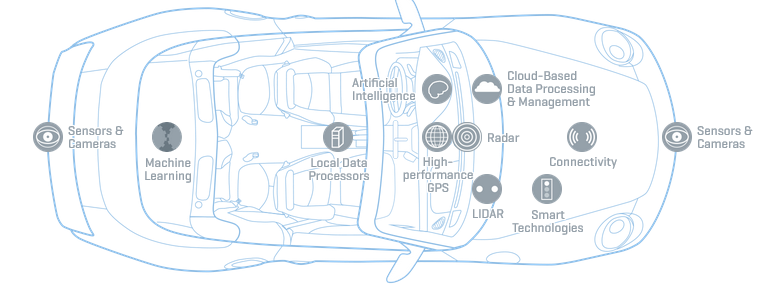 Sensors &
Cameras
Machine
Learning
Local Data
Processors
Artificial
Intelligence
Cloud-Based
Data Processing
& Management
High-
performance
GPS
Radar
LIDAR
Connectivity
Smart
Technologies
Sensors &
Cameras